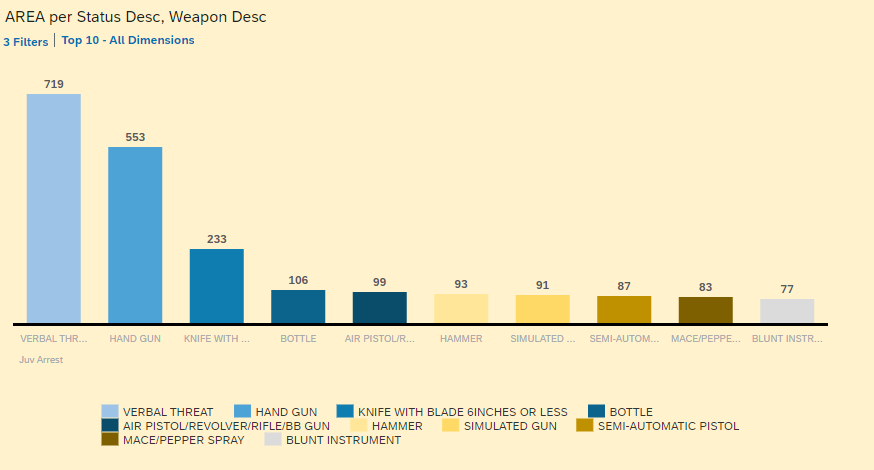 AREA per Status Desc, Weapon Desc
3 Filters | Top 10 - All Dimensions
719
553
233
106
99
93
91
87
83
77
VERBAL THR... HAND GUN KNIFE WITH ... BOTTLE AIR PISTOL/R... HAMMER SIMULATED ... SEMI-AUTOM... MACE/PEPPE... BLUNT INSTR...
Juv Arrest
VERBAL THREAT HAND GUN KNIFE WITH BLADE 6INCHES OR LESS BOTTLE
AIR PISTOL/REVOLVER/RIFLE/BB GUN HAMMER SIMULATED GUN SEMI-AUTOMATIC PISTOL
MACE/PEPPER SPRAY BLUNT INSTRUMENT